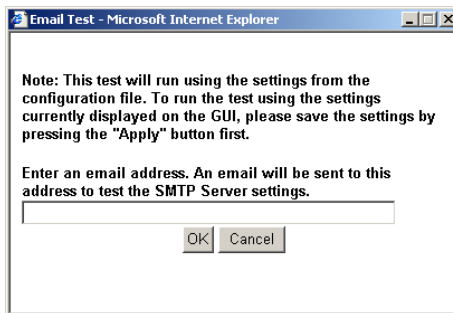 Email Test - Microsoft Internet Explorer
Note: This test will run using the settings from the
configuration file. To run the test using the settings
currently displayed on the GUI, please save the settings by
pressing the "Apply" button first.
Enter an email address. An email will be sent to this
address to test the SMTP Server settings.
OK Cancel